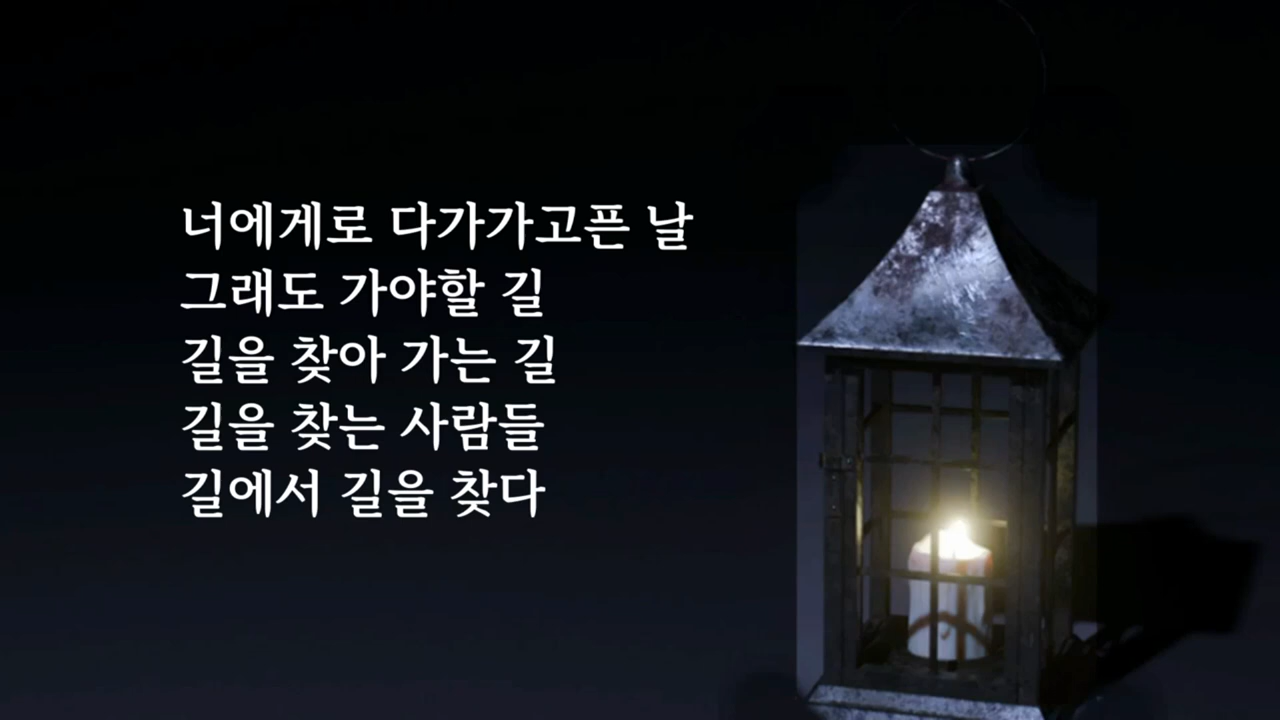 너에게로 다가가고픈 날
그래도 가야할 길
길을 찾아 가는 길
길을 찾는 사람들
길에서 길을 찾다